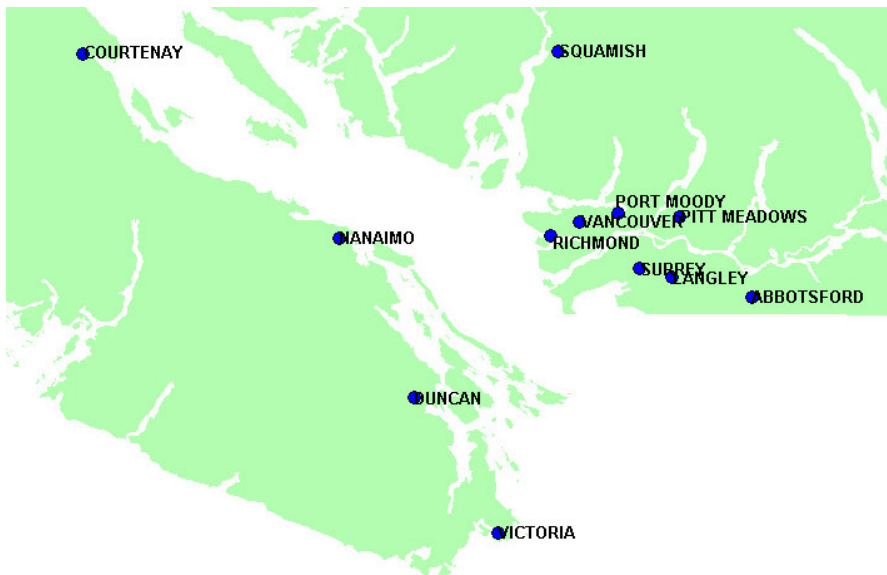 COURTENAY
SQUAMISH
PORT MOODY
PITT MEADOWS
VANCOUVER
NANAIMO
RICHMOND
SURREY
LANGLEY
ABBOTSFORD
DUNCAN
VICTORIA